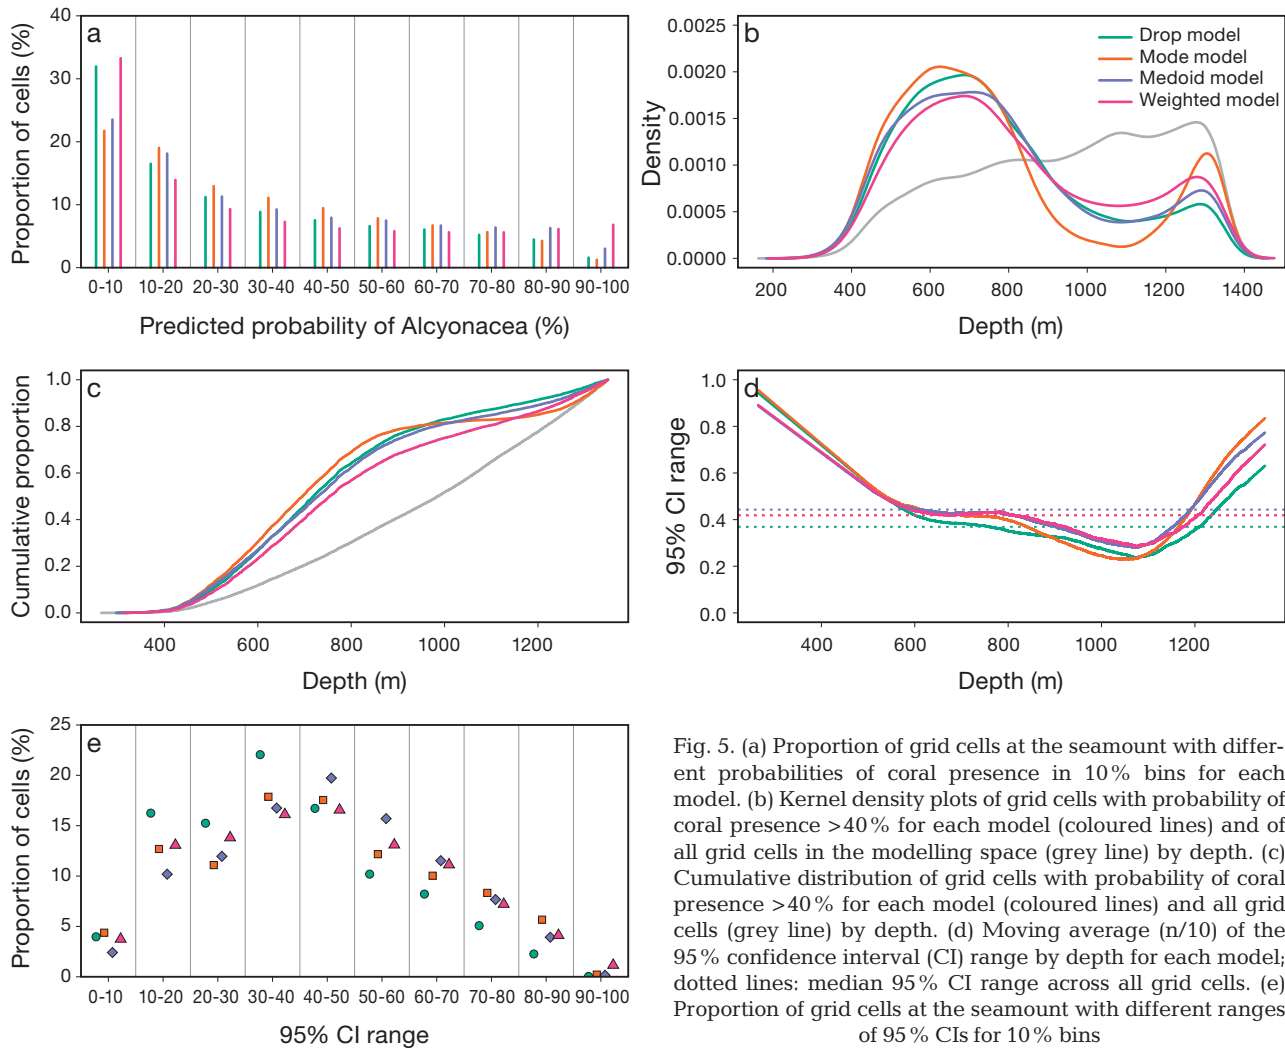 a
40
30
20
10
0
Proportion of cells (%)
0-10 10-20 20-30 30-40 40-50 50-60 60-70 70-80 80-90 90-100
Predicted probability of Alcyonacea (%)
b
0.0025
0.0020
0.0015
0.0010
0.0005
0.0000
Density
Drop model
Mode model
Medoid model
Weighted model
200 400 600 800 1000 1200 1400
Depth (m)
c
1.0
0.8
0.6
0.4
0.2
0.0
Cumulative proportion
400 600 800 1000 1200
Depth (m)
d
1.0
0.8
0.6
0.4
0.2
0.0
95% CI range
400 600 800 1000 1200
Depth (m)
e
25
20
15
10
5
0
Proportion of cells (%)
0-10 10-20 20-30 30-40 40-50 50-60 60-70 70-80 80-90 90-100
95% CI range
Fig. 5. (a) Proportion of grid cells at the seamount with differ-
ent probabilities of coral presence in 10% bins for each
model. (b) Kernel density plots of grid cells with probability of
coral presence >40% for each model (coloured lines) and of
all grid cells in the modelling space (grey line) by depth. (c)
Cumulative distribution of grid cells with probability of coral
presence >40% for each model (coloured lines) and all grid
cells (grey line) by depth. (d) Moving average (n/10) of the
95% confidence interval (CI) range by depth for each model;
dotted lines: median 95% CI range across all grid cells. (e)
Proportion of grid cells at the seamount with different ranges
of 95% CIs for 10% bins